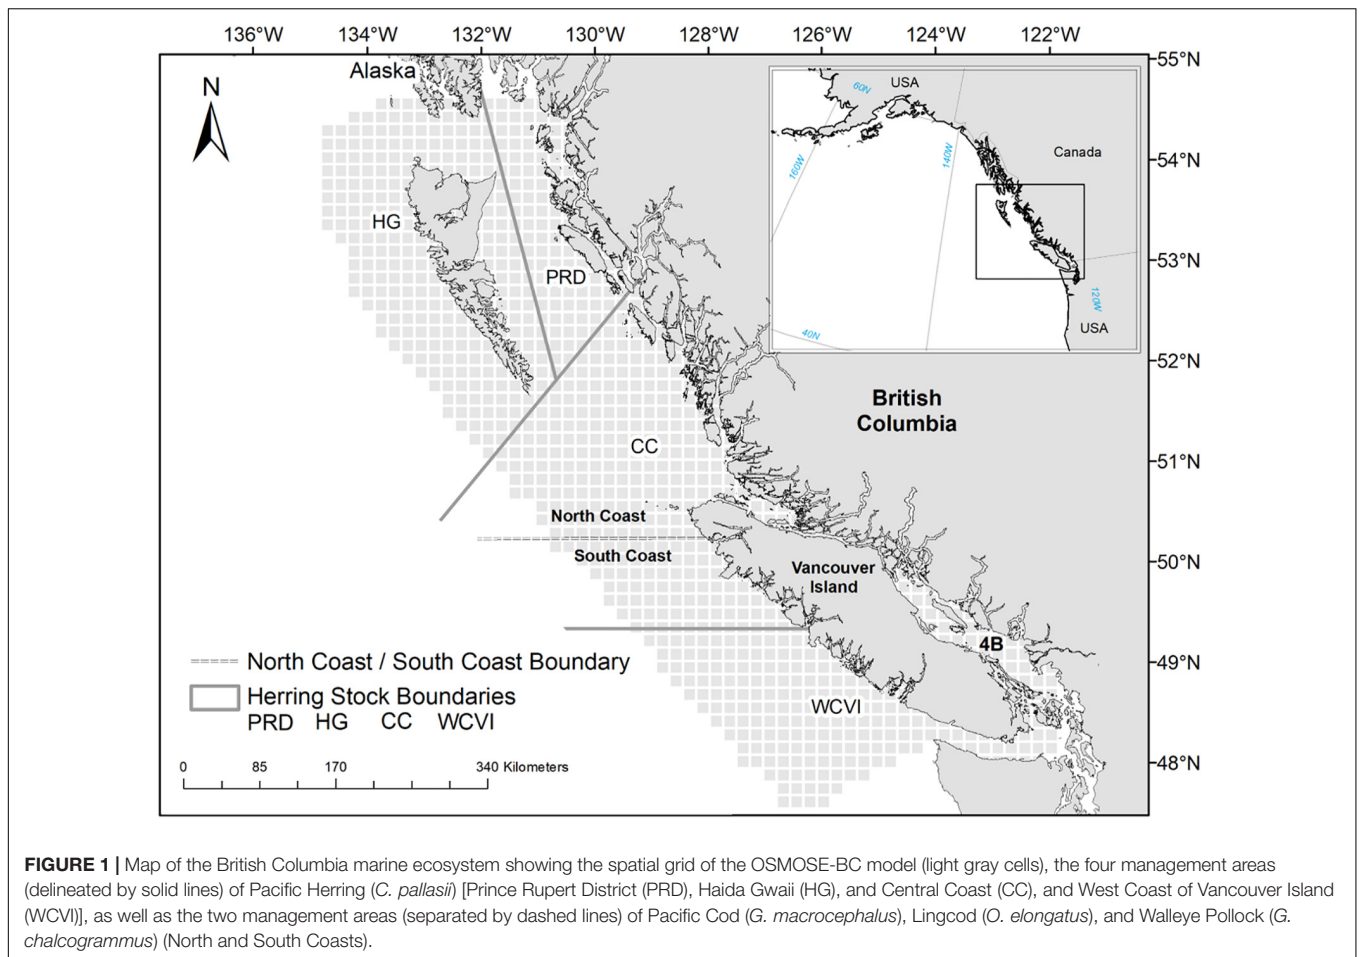 136°W 134°W 132°W 130°W 128°W 126°W 124°W 122°W
55°N
Alaska
N
USA
60N
Canada
160W
140W
54°N
HG
PRD
53°N
120W
USA
40N
52°N
British
Columbia
CC
51°N
North Coast
South Coast
50°N
Vancouver
Island
4B
49°N
North Coast / South Coast Boundary
Herring Stock Boundaries
PRD HG CC WCVI
WCVI
0 85 170 340 Kilometers
48°N
FIGURE 1 | Map of the British Columbia marine ecosystem showing the spatial grid of the OSMOSE-BC model (light gray cells), the four management areas
(delineated by solid lines) of Pacific Herring (C. pallasii) [Prince Rupert District (PRD), Haida Gwaii (HG), and Central Coast (CC), and West Coast of Vancouver Island
(WCVI)], as well as the two management areas (separated by dashed lines) of Pacific Cod (G. macrocephalus), Lingcod (O. elongatus), and Walleye Pollock (G.
chalcogrammus) (North and South Coasts).